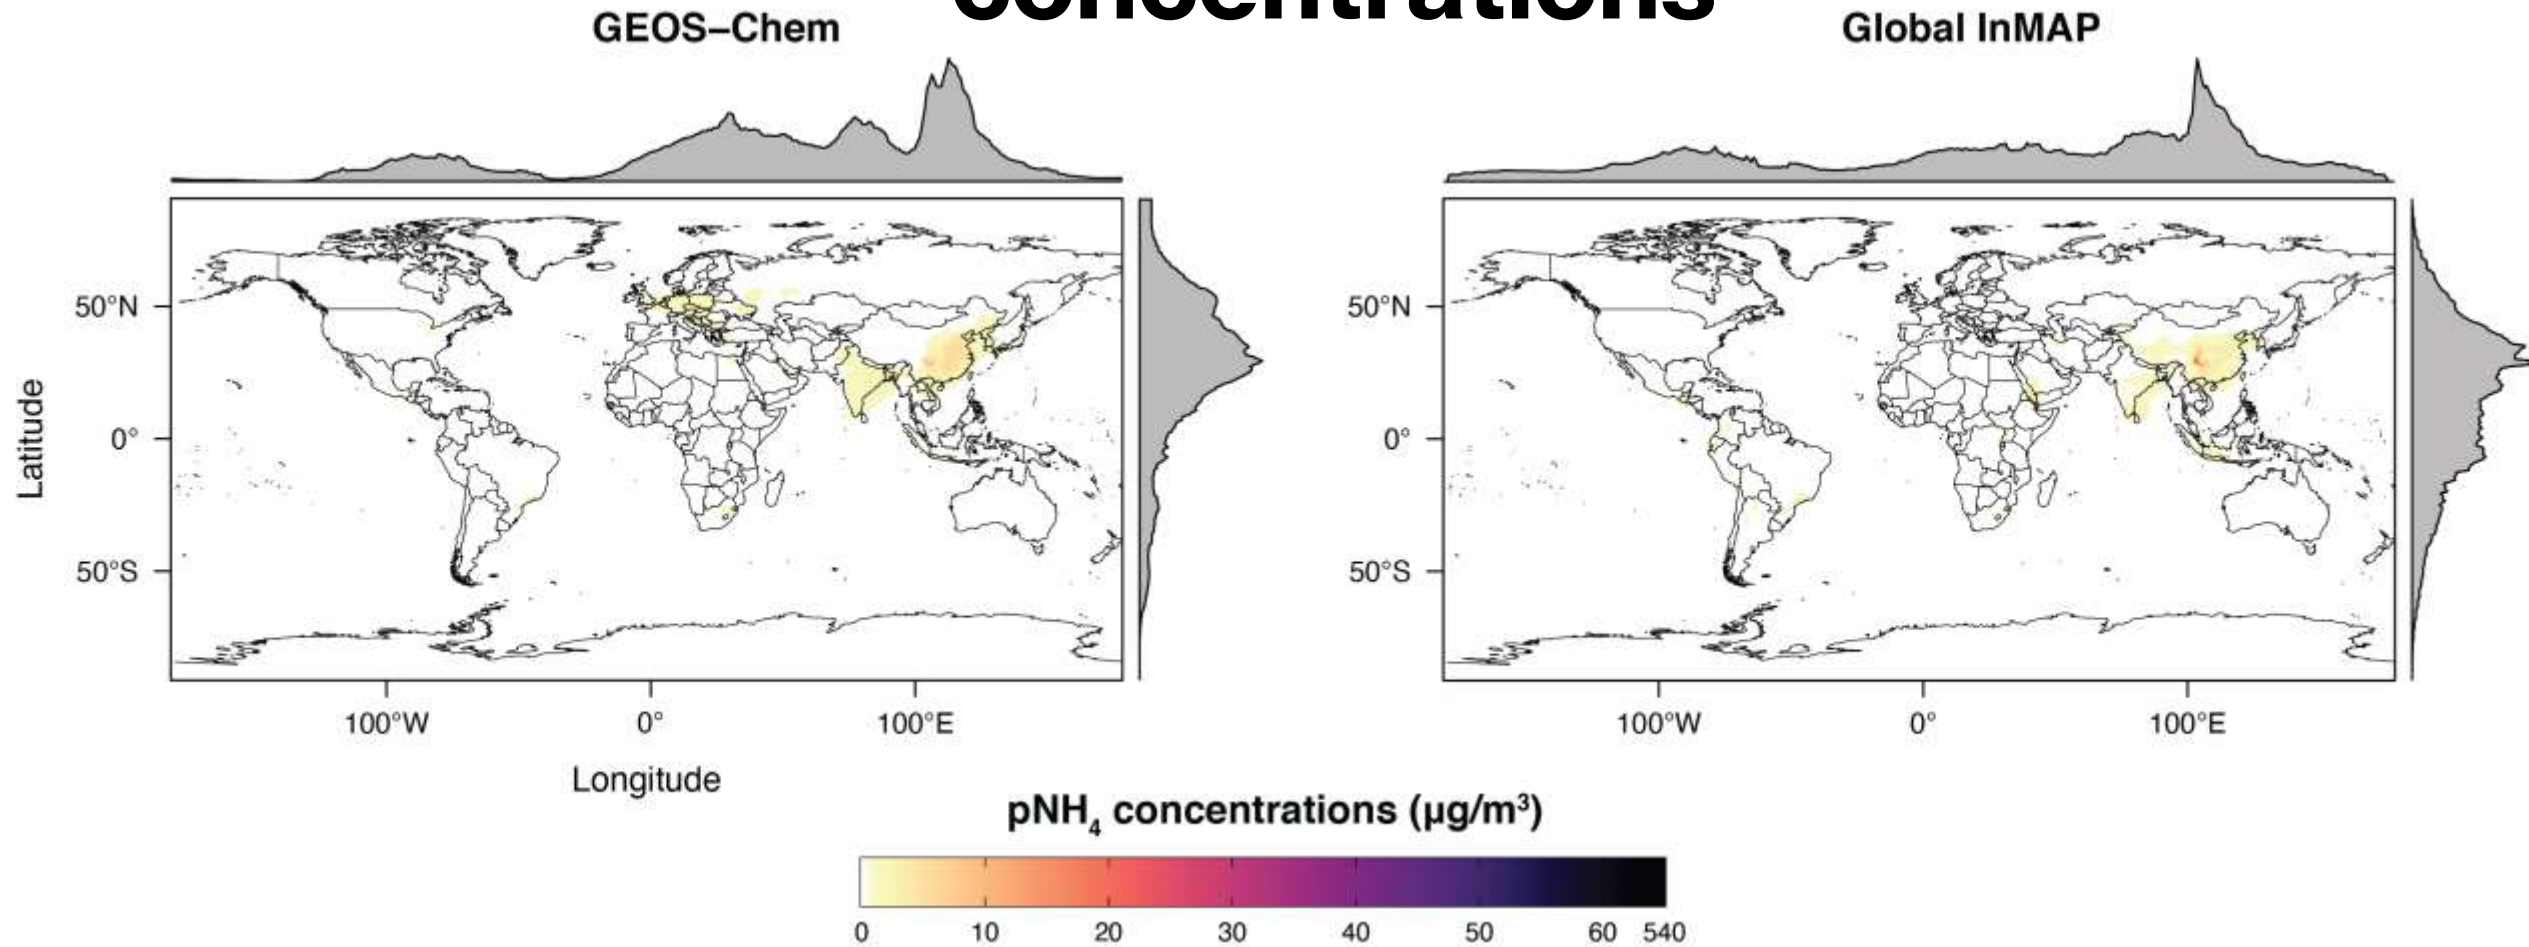 concentrations
GEOS–Chem
Global InMAP
Latitude
50°N
0°
50°S
50°N
0°
50°S
100°W 0° 100°E
100°W 0° 100°E
Longitude
pNH₄ concentrations (µg/m³)
0 10 20 30 40 50 60 540